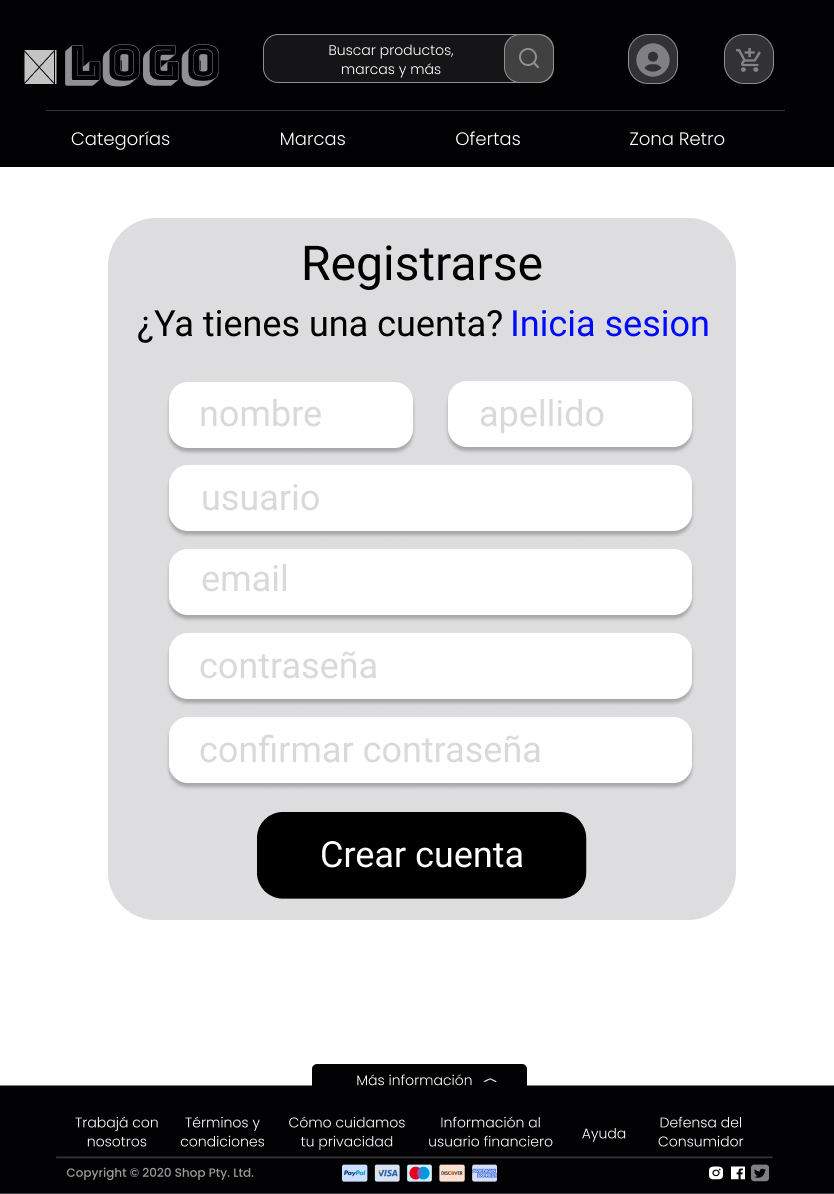 LOGO
Buscar productos,
marcas y más
Categorías Marcas Ofertas Zona Retro
Registrarse
¿Ya tienes una cuenta? Inicia sesion
nombre apellido
usuario
email
contraseña
confirmar contraseña
Crear cuenta
Más información
Trabajá con
nosotros
Términos y
condiciones
Cómo cuidamos
tu privacidad
Información al
usuario financiero
Ayuda
Defensa del
Consumidor
Copyright © 2020 Shop Pty. Ltd.
PayPal VISA DISCOVER